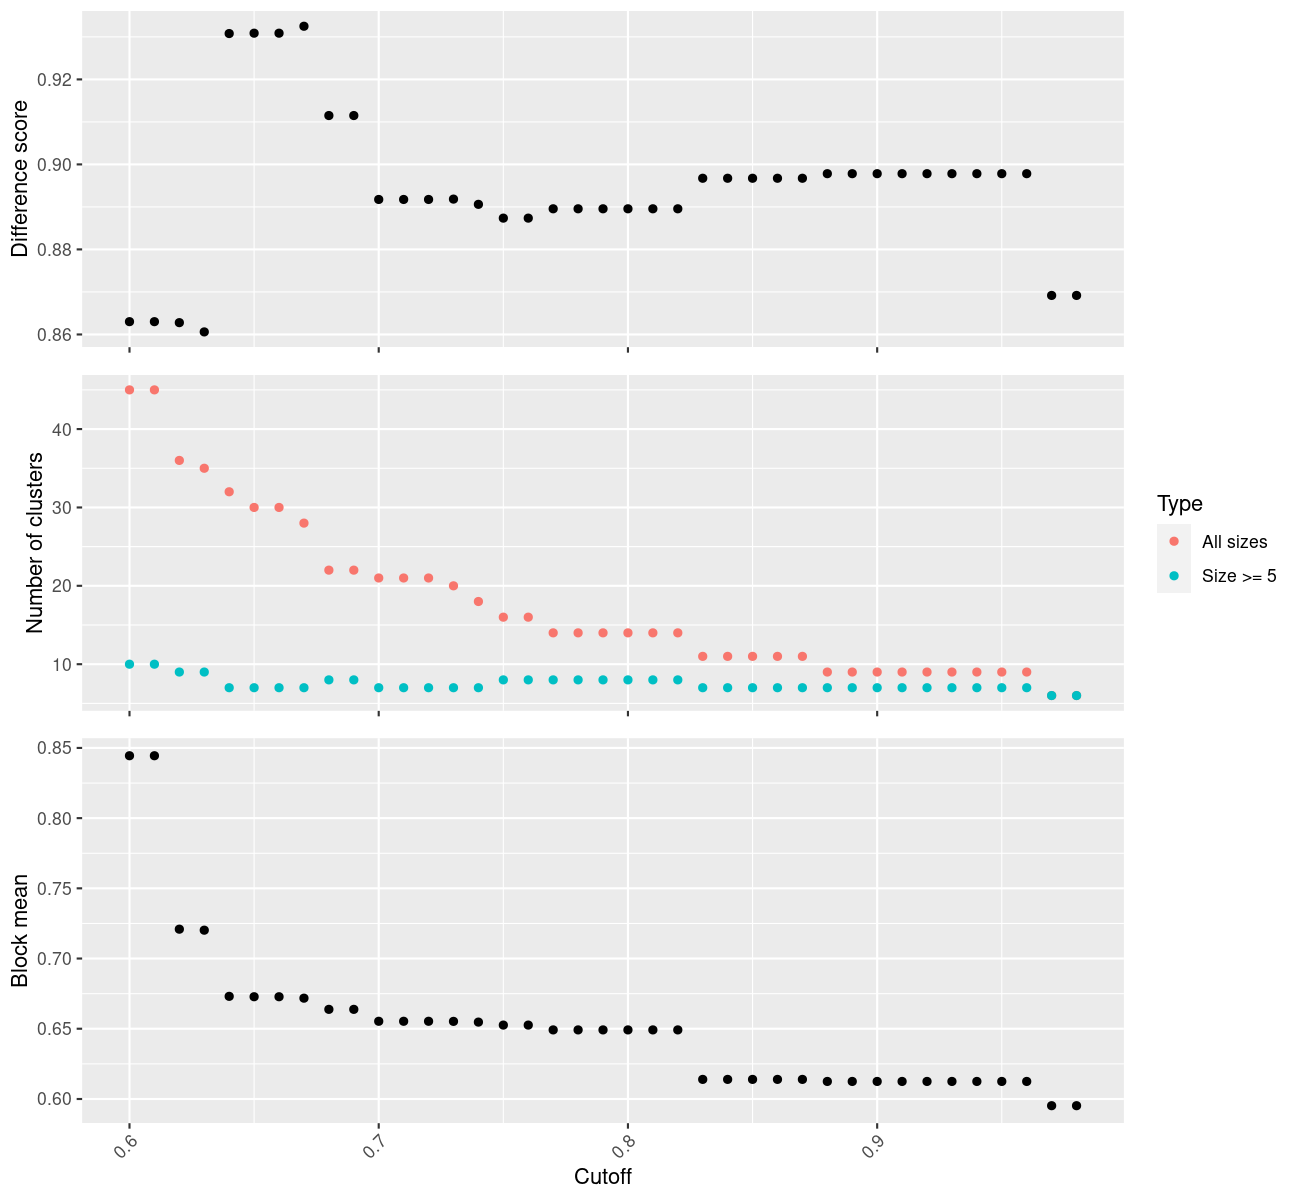 Difference score
0.92
0.90
0.88
0.86
Number of clusters
40
30
20
10
Type
All sizes
Size >= 5
Block mean
0.85
0.80
0.75
0.70
0.65
0.60
0.6 0.7 0.8 0.9
Cutoff